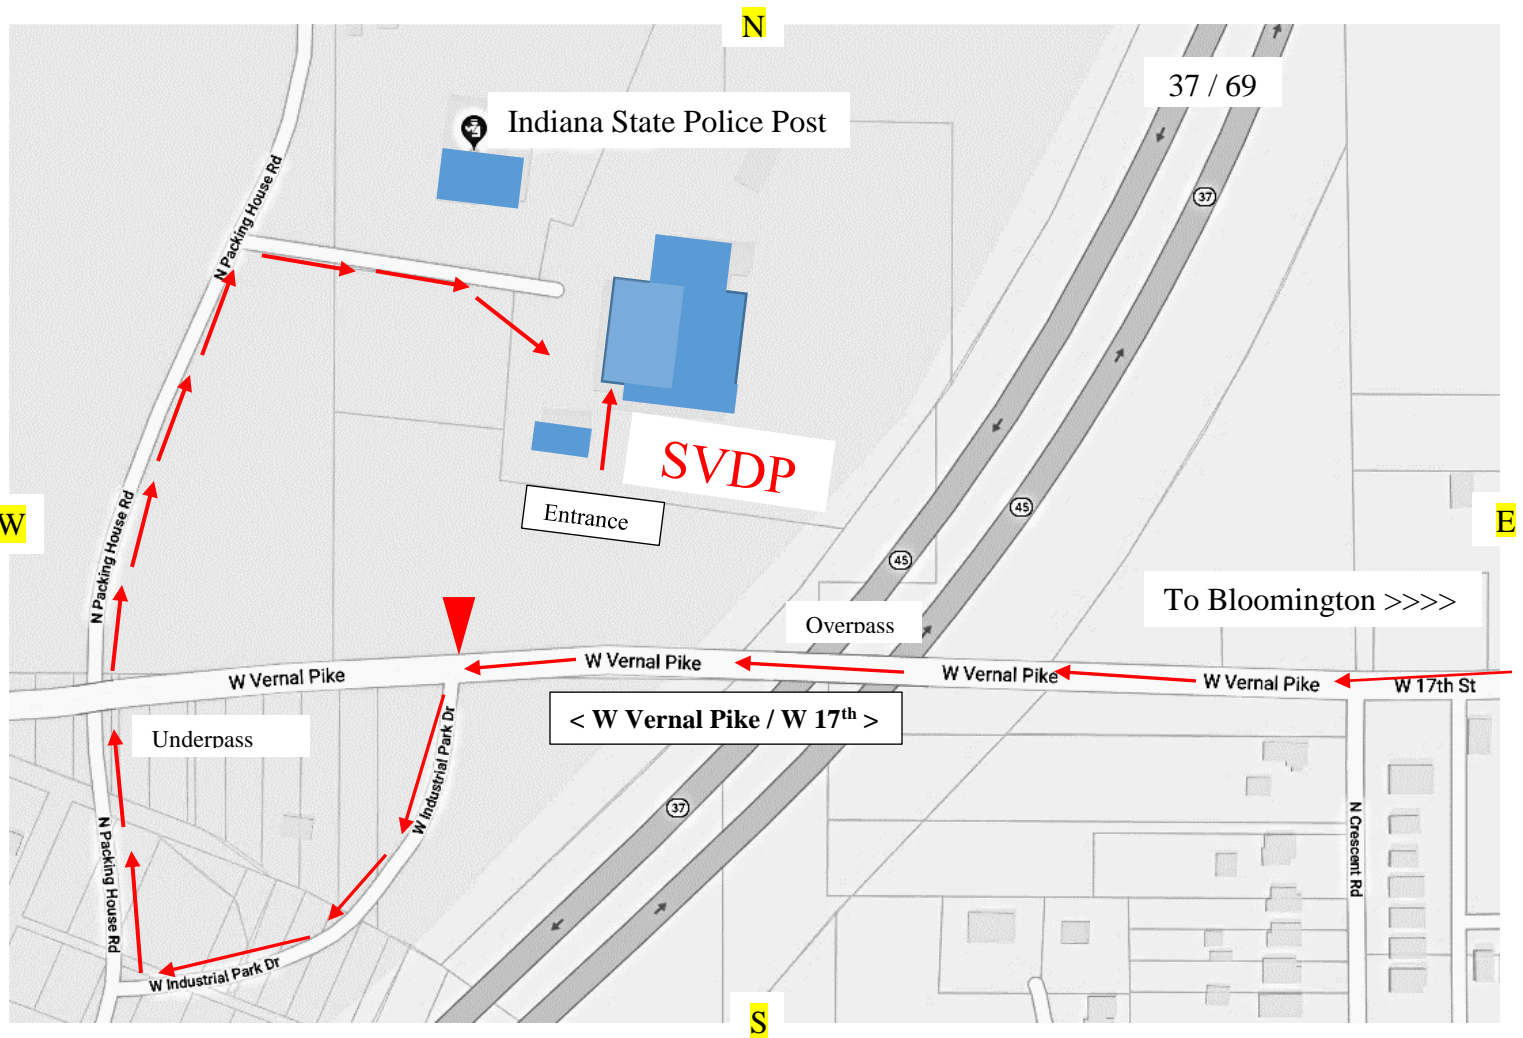 N
37 / 69
Indiana State Police Post
N Packing House Rd
37
SVDP
Entrance
W
E
N Packing House Rd
45
45
To Bloomington >>>>
Overpass
W Vernal Pike
W Vernal Pike
W Vernal Pike
W Vernal Pike
W 17th St
< W Vernal Pike / W 17th >
Underpass
W Industrial Park Dr
37
N Packing House Rd
N Crescent Rd
W Industrial Park Dr
S